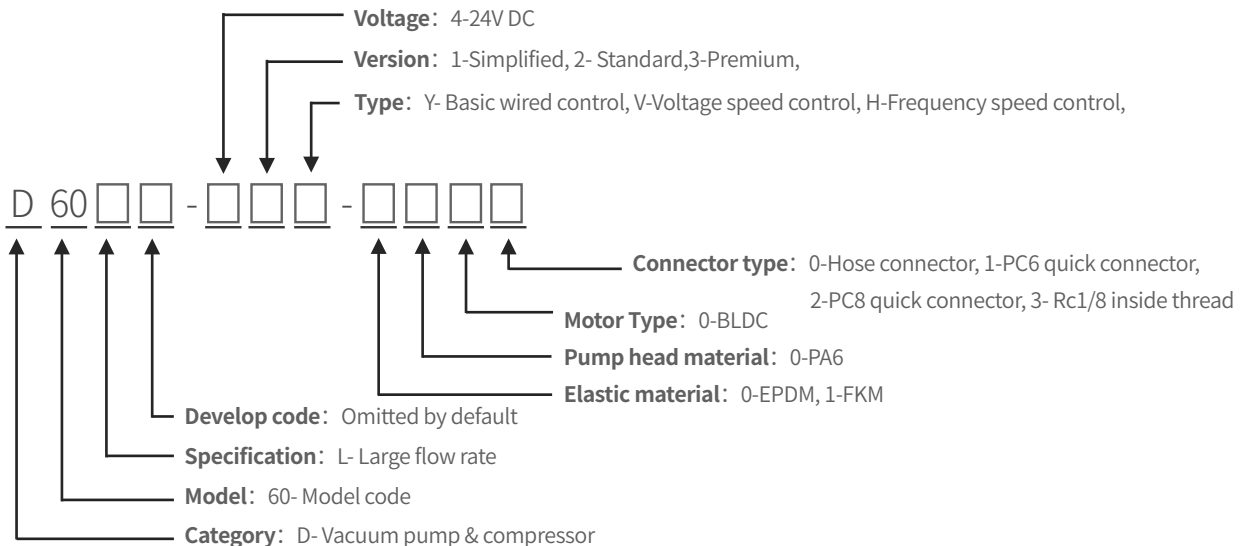 Voltage： 4-24V DC
Version： 1-Simplified, 2- Standard,3-Premium,
Type： Y- Basic wired control, V-Voltage speed control, H-Frequency speed control,
D 60 □ □ - □ □ □ - □ □ □ □
Connector type： 0-Hose connector, 1-PC6 quick connector,
2-PC8 quick connector, 3- Rc1/8 inside thread
Motor Type： 0-BLDC
Pump head material： 0-PA6
Elastic material： 0-EPDM, 1-FKM
Develop code： Omitted by default
Specification： L- Large flow rate
Model： 60- Model code
Category： D- Vacuum pump & compressor